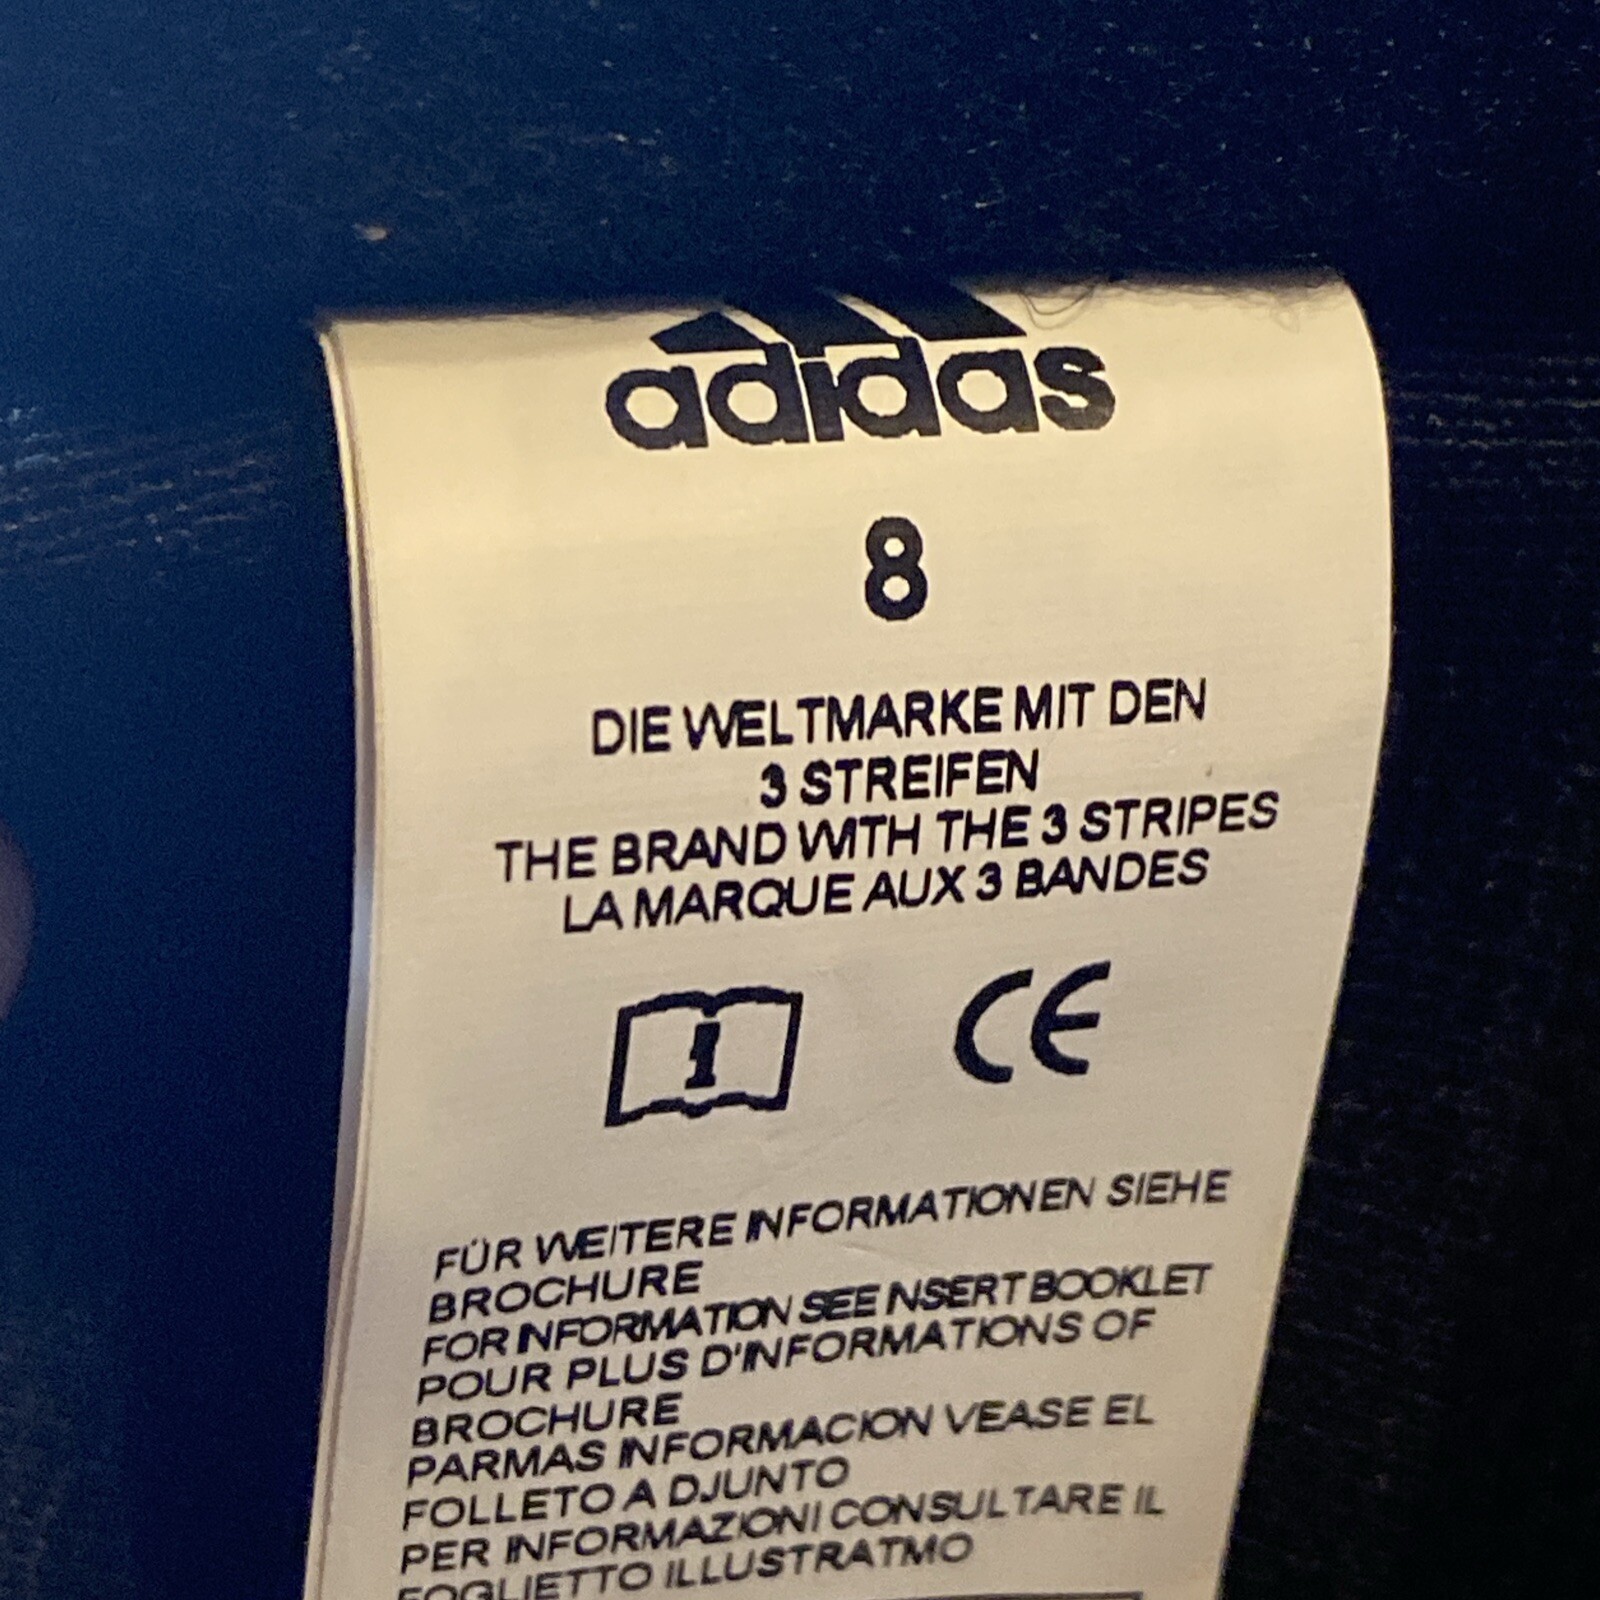 adidas
8
DIE WELTMARKE MIT DEN
3 STREIFEN
THE BRAND WITH THE 3 STRIPES
LA MARQUE AUX 3 BANDES
i
CE
FÜR WEITERE INFORMATIONEN SIEHE
BROCHURE
FOR INFORMATION SEE INSERT BOOKLET
POUR PLUS D'INFORMATIONS OF
BROCHURE
PARMAS INFORMACION VEASE EL
FOLLETO A DJUNTO
PER INFORMAZIONI CONSULTARE IL
FOGLIETTO ILLUSTRATMO